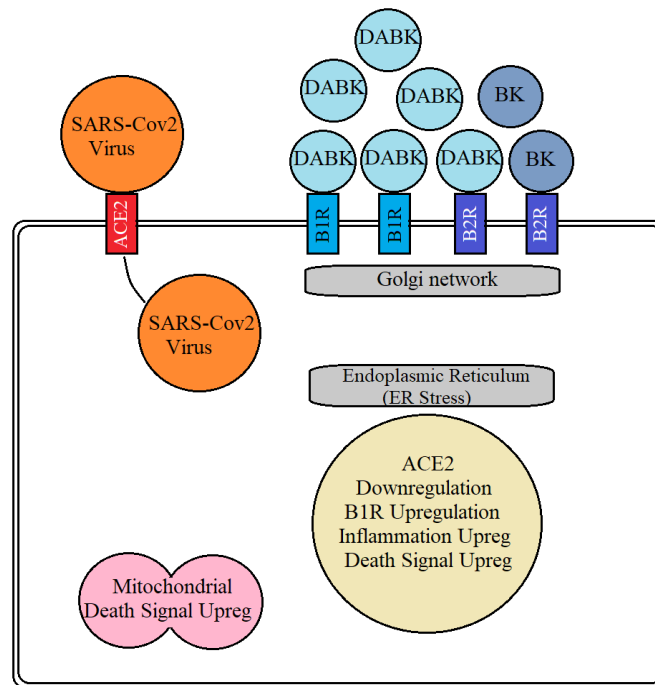 DABK
DABK
DABK
BK
SARS-Cov2
Virus
DABK
DABK
DABK
BK
ACE2
B1R
B1R
B2R
B2R
Golgi network
SARS-Cov2
Virus
Endoplasmic Reticulum
(ER Stress)
ACE2
Downregulation
B1R Upregulation
Inflammation Upreg
Death Signal Upreg
Mitochondrial
Death Signal Upreg